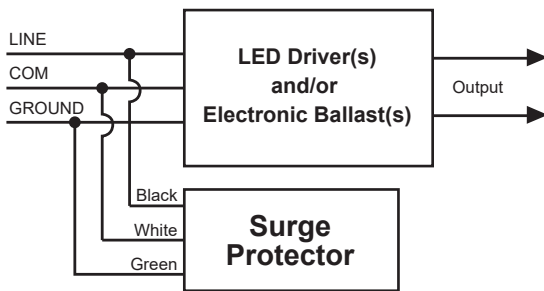 LINE
COM
GROUND
LED Driver(s)
and/or
Electronic Ballast(s)
Output
Black
White
Green
Surge
Protector